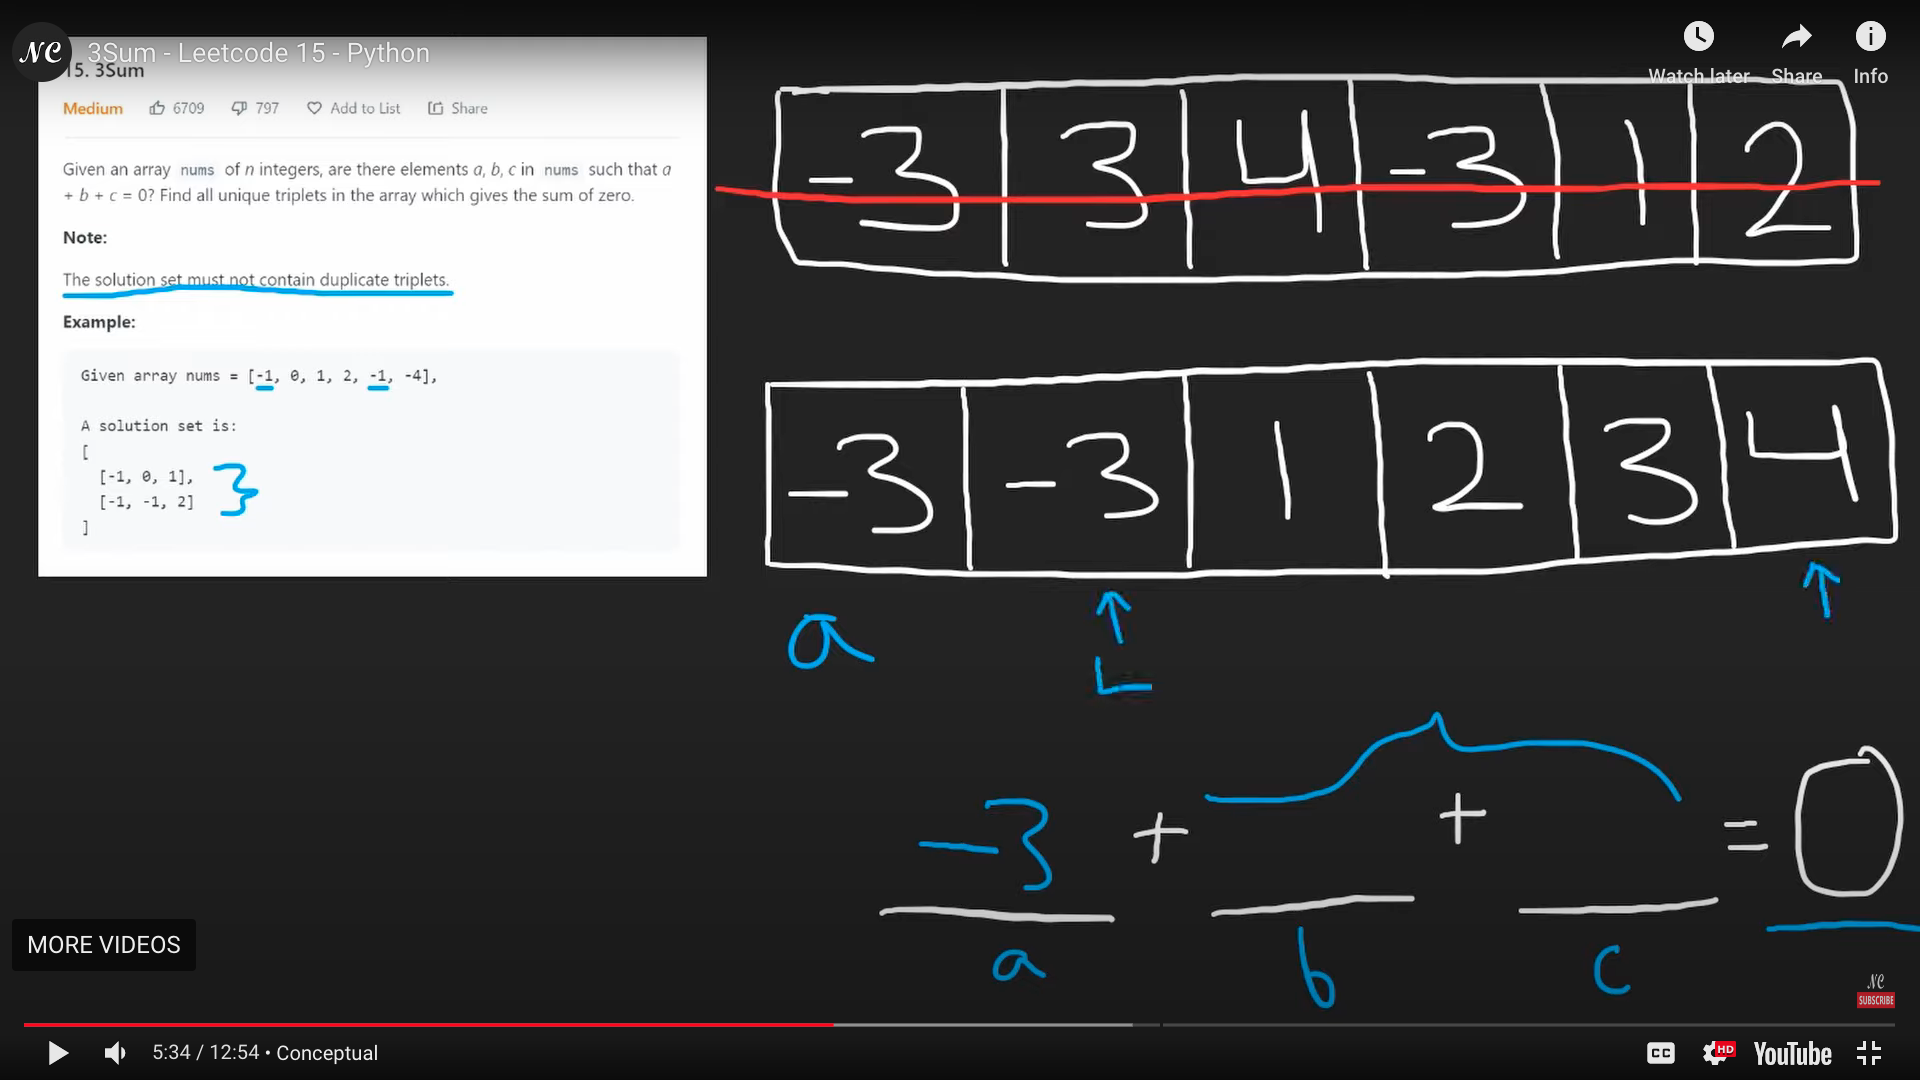 NC 3Sum - Leetcode 15 - Python
Watch later Share Info
15. 3Sum
Medium 6709 797 Add to List Share
Given an array nums of n integers, are there elements a, b, c in nums such that a
+ b + c = 0? Find all unique triplets in the array which gives the sum of zero.
Note:
The solution set must not contain duplicate triplets.
Example:
Given array nums = [-1, 0, 1, 2, -1, -4],
A solution set is:
[
[-1, 0, 1],
[-1, -1, 2]
]
-3 3 4 -3 1 2
-3 -3 1 2 3 4
a
L
-3 + + = 0
a b c
MORE VIDEOS
NC
SUBSCRIBE
5:34 / 12:54 • Conceptual
CC HD YouTube